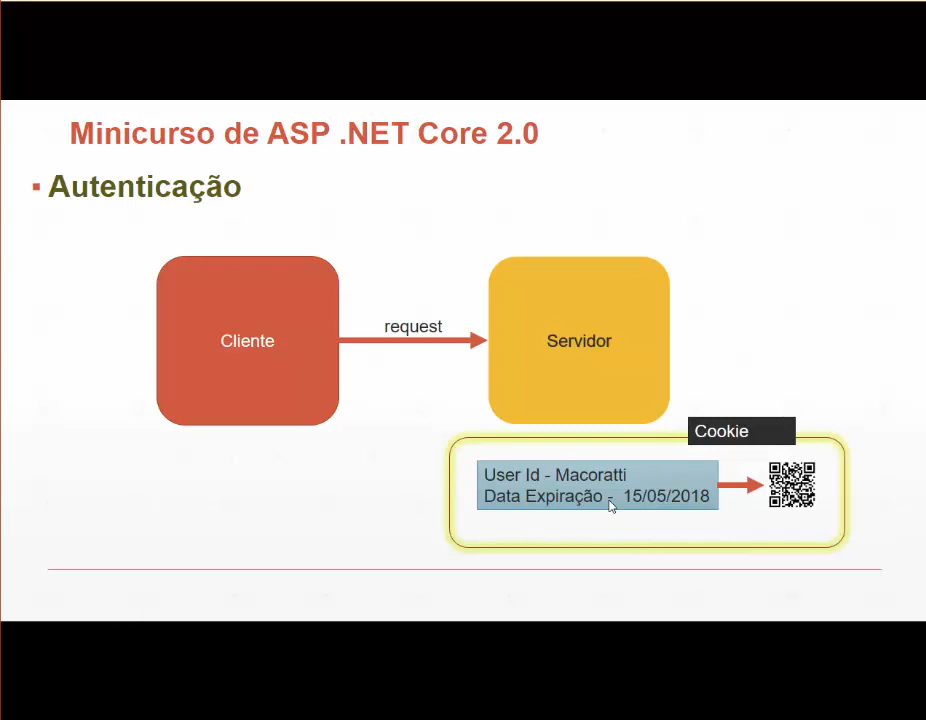 Minicurso de ASP .NET Core 2.0
Autenticação
Cliente
request
Servidor
Cookie
User Id - Macoratti
Data Expiração - 15/05/2018